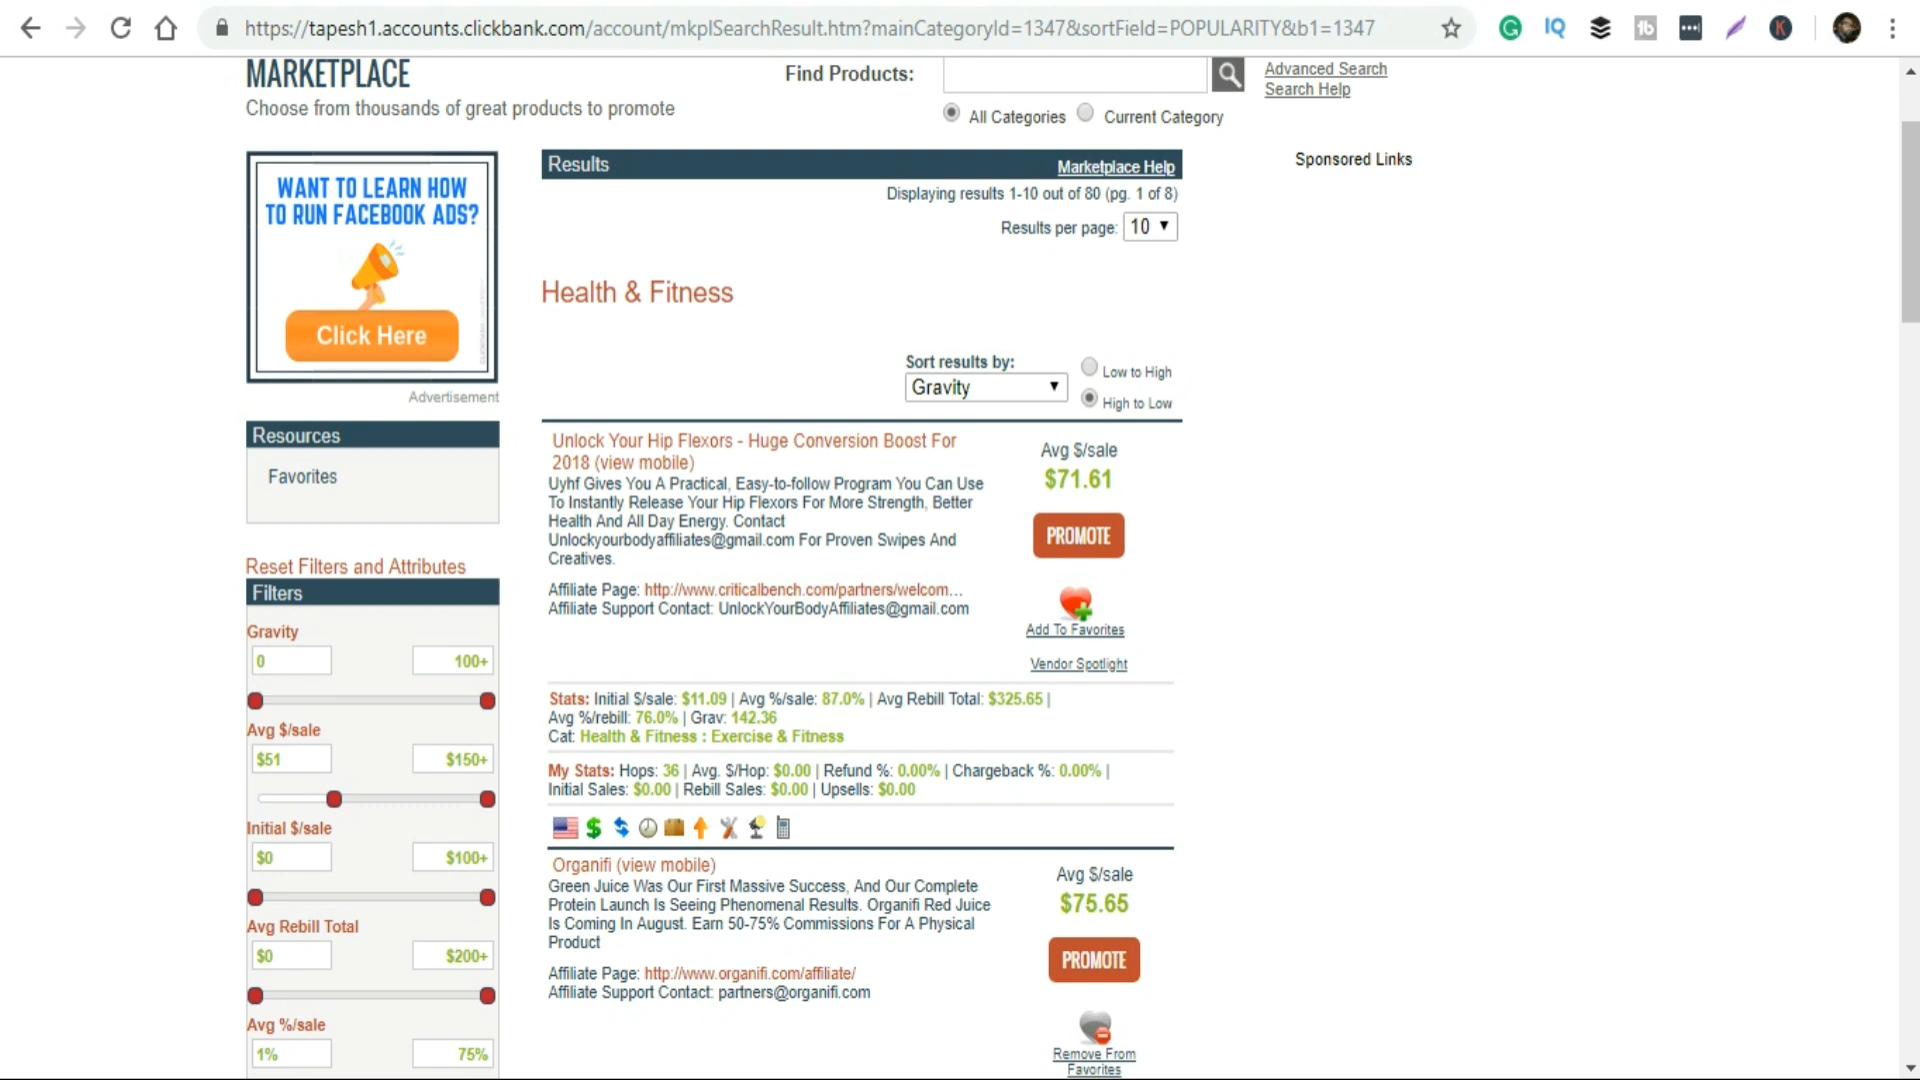 https://tapesh1.accounts.clickbank.com/account/mkplSearchResult.htm?mainCategoryId=1347&sortField=POPULARITY&b1=1347
MARKETPLACE
Choose from thousands of great products to promote
Find Products:
Advanced Search
Search Help
All Categories
Current Category
WANT TO LEARN HOW
TO RUN FACEBOOK ADS?
Click Here
Advertisement
Resources
Favorites
Reset Filters and Attributes
Filters
Gravity
0 100+
Avg $/sale
$51 $150+
Initial $/sale
$0 $100+
Avg Rebill Total
$0 $200+
Avg %/sale
1% 75%
Results Marketplace Help
Displaying results 1-10 out of 80 (pg. 1 of 8)
Results per page: 10
Health & Fitness
Sort results by:
Gravity
Low to High
High to Low
Unlock Your Hip Flexors - Huge Conversion Boost For
2018 (view mobile)
Uyhf Gives You A Practical, Easy-to-follow Program You Can Use
To Instantly Release Your Hip Flexors For More Strength, Better
Health And All Day Energy. Contact
Unlockyourbodyaffiliates@gmail.com For Proven Swipes And
Creatives.
Affiliate Page: http://www.criticalbench.com/partners/welcom...
Affiliate Support Contact: UnlockYourBodyAffiliates@gmail.com
Avg $/sale
$71.61
PROMOTE
Add To Favorites
Vendor Spotlight
Stats: Initial $/sale: $11.09 | Avg %/sale: 87.0% | Avg Rebill Total: $325.65 |
Avg %/rebill: 76.0% | Grav: 142.36
Cat: Health & Fitness : Exercise & Fitness
My Stats: Hops: 36 | Avg. $/Hop: $0.00 | Refund %: 0.00% | Chargeback %: 0.00% |
Initial Sales: $0.00 | Rebill Sales: $0.00 | Upsells: $0.00
Organifi (view mobile)
Green Juice Was Our First Massive Success, And Our Complete
Protein Launch Is Seeing Phenomenal Results. Organifi Red Juice
Is Coming In August. Earn 50-75% Commissions For A Physical
Product
Affiliate Page: http://www.organifi.com/affiliate/
Affiliate Support Contact: partners@organifi.com
Avg $/sale
$75.65
PROMOTE
Remove From
Favorites
Sponsored Links